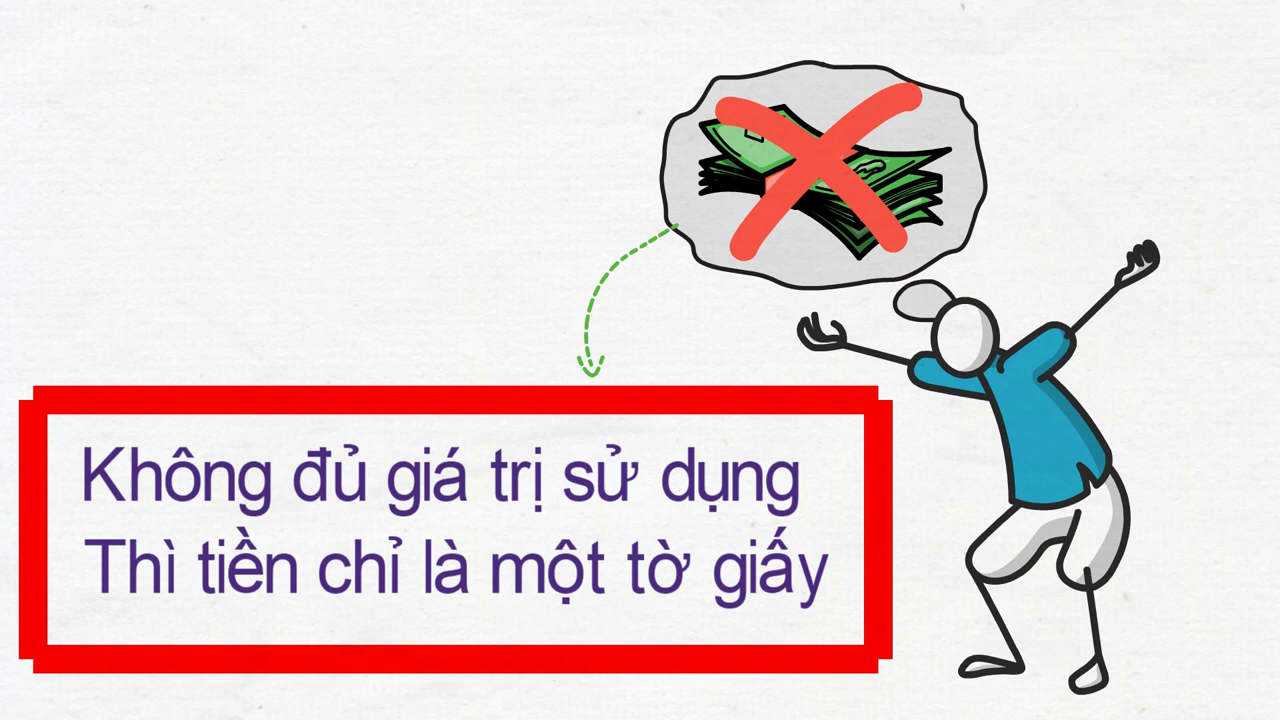 Không đủ giá trị sử dụng
Thì tiền chỉ là một tờ giấy